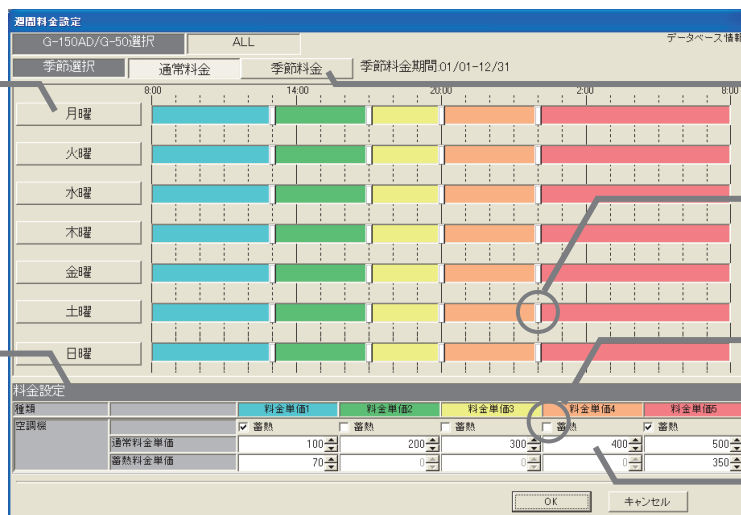 週間料金設定
G-150AD/G-50選択 ALL データベース情報
季節選択 通常料金 季節料金 季節料金期間:01/01-12/31
8:00 14:00 20:00 2:00 8:00
月曜
火曜
水曜
木曜
金曜
土曜
日曜
料金設定
種類 料金単価1 料金単価2 料金単価3 料金単価4 料金単価5
空調機 蓄熱 蓄熱 蓄熱 蓄熱 蓄熱
通常料金単価 100 200 300 400 500
蓄熱料金単価 70 0 0 0 350
OK キャンセル